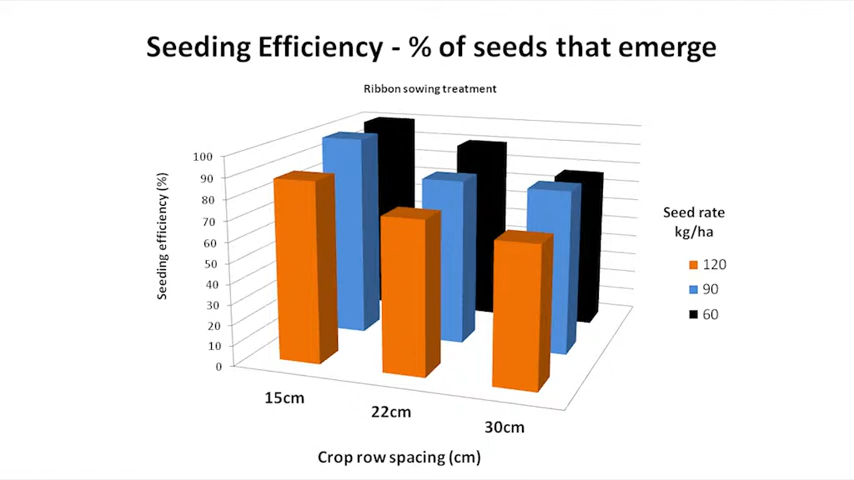 Seeding Efficiency - % of seeds that emerge
Ribbon sowing treatment
Seeding efficiency (%)
100
90
80
70
60
50
40
30
20
10
0
15cm
22cm
30cm
Crop row spacing (cm)
Seed rate
kg/ha
120
90
60